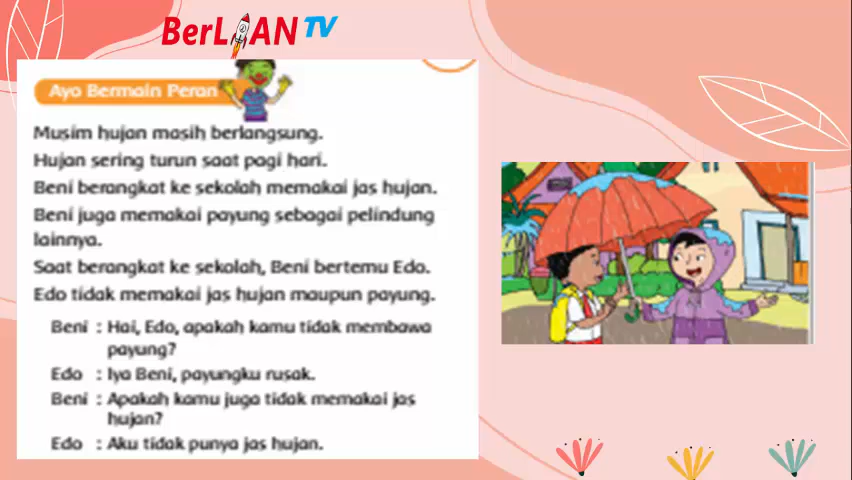 BerLIAN TV
Ayo Bermain Peran
Musim hujan masih berlangsung.
Hujan sering turun saat pagi hari.
Beni berangkat ke sekolah memakai jas hujan.
Beni juga memakai payung sebagai pelindung
lainnya.
Saat berangkat ke sekolah, Beni bertemu Edo.
Edo tidak memakai jas hujan maupun payung.
Beni : Hai, Edo, apakah kamu tidak membawa
payung?
Edo : Iya Beni, payungku rusak.
Beni : Apakah kamu juga tidak memakai jas
hujan?
Edo : Aku tidak punya jas hujan.